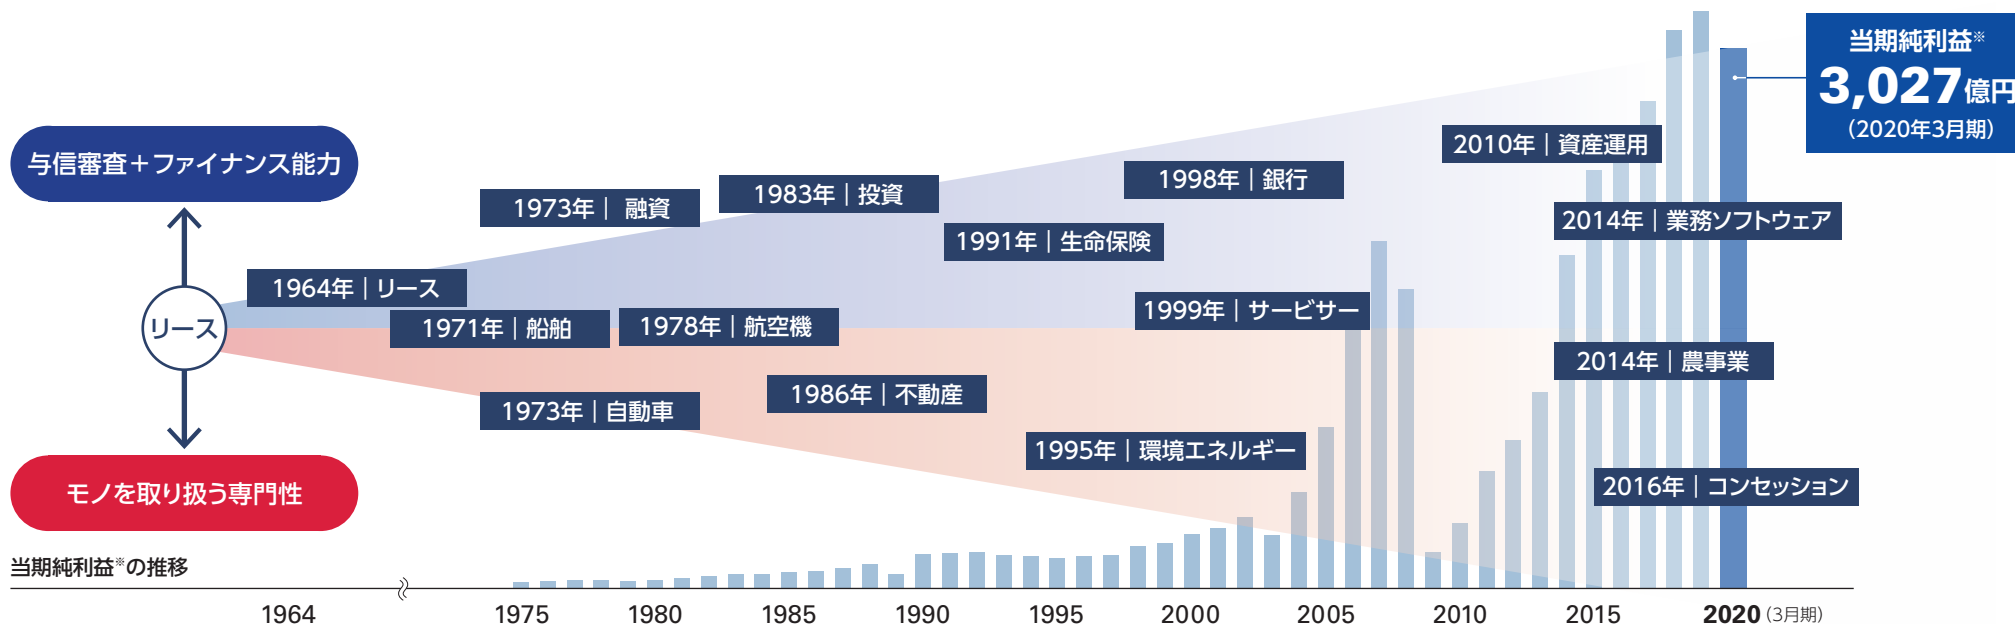 当期純利益※
3,027億円
(2020年3月期)
与信審査+ファイナンス能力
リース
モノを取り扱う専門性
1964年｜リース
1971年｜船舶
1973年｜融資
1973年｜自動車
1978年｜航空機
1983年｜投資
1986年｜不動産
1991年｜生命保険
1995年｜環境エネルギー
1998年｜銀行
1999年｜サービサー
2010年｜資産運用
2014年｜業務ソフトウェア
2014年｜農事業
2016年｜コンセッション
当期純利益※の推移
1964 1975 1980 1985 1990 1995 2000 2005 2010 2015 2020 (3月期)